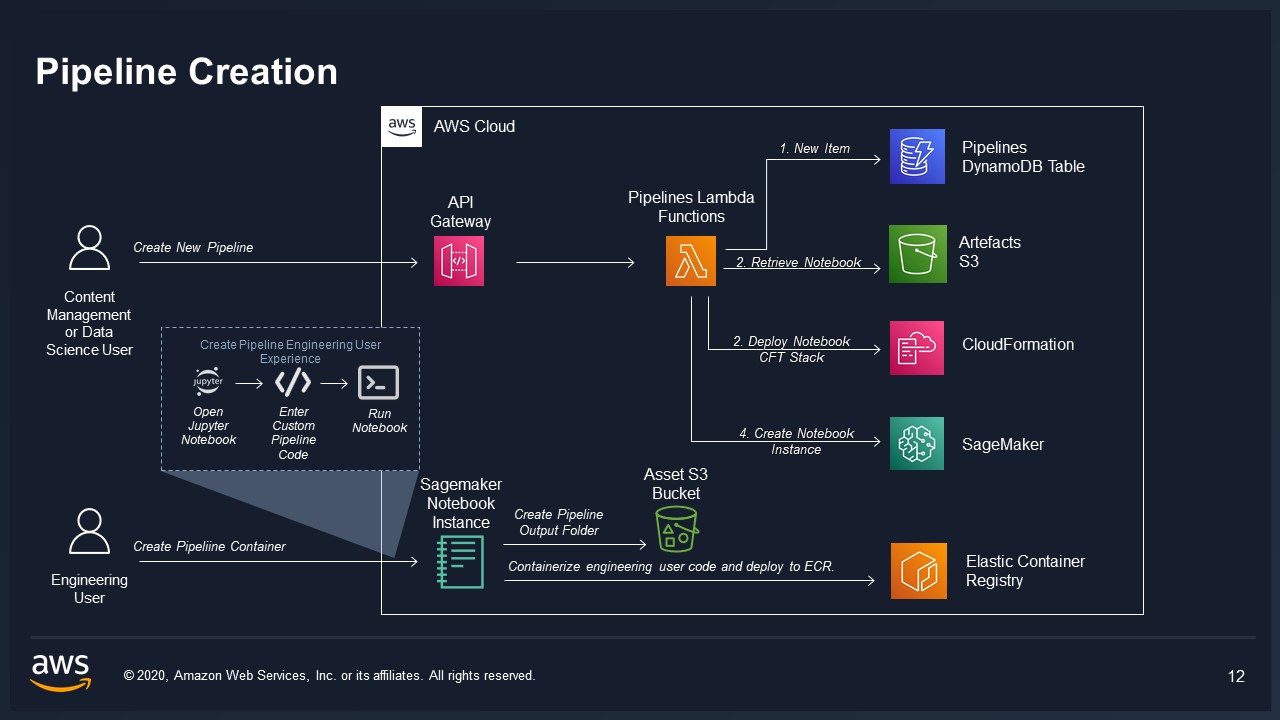 Pipeline Creation
aws
AWS Cloud
1. New Item
Pipelines
DynamoDB Table
Pipelines Lambda
Functions
API
Gateway
Create New Pipeline
2. Retrieve Notebook
Artefacts
S3
Content
Management
or Data
Science User
2. Deploy Notebook
CFT Stack
CloudFormation
Create Pipeline Engineering User
Experience
jupyter
Open
Jupyter
Notebook
Enter
Custom
Pipeline
Code
Run
Notebook
4. Create Notebook
Instance
SageMaker
Sagemaker
Notebook
Instance
Asset S3
Bucket
Create Pipeline
Output Folder
Create Pipeliine Container
Engineering
User
Containerize engineering user code and deploy to ECR.
Elastic Container
Registry
aws
© 2020, Amazon Web Services, Inc. or its affiliates. All rights reserved.
12